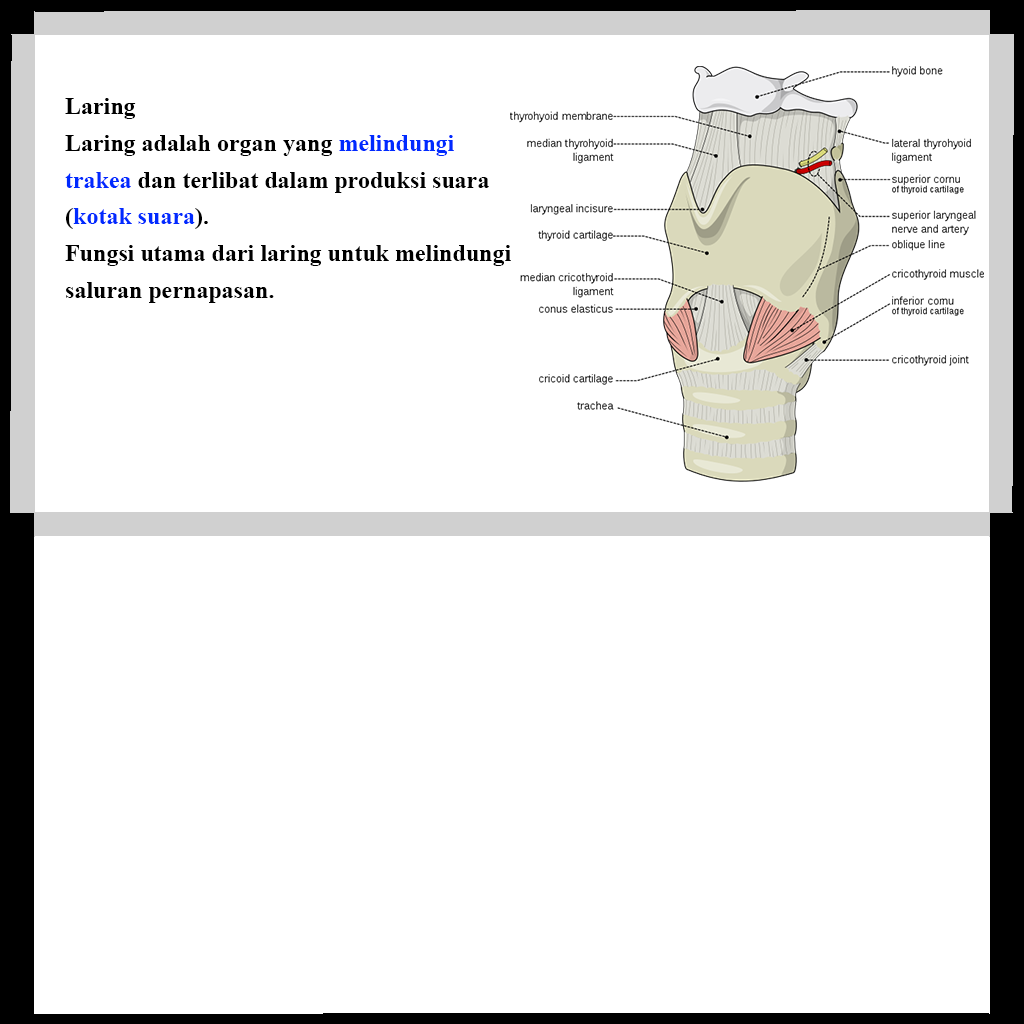 Laring
Laring adalah organ yang melindungi
trakea dan terlibat dalam produksi suara
(kotak suara).
Fungsi utama dari laring untuk melindungi
saluran pernapasan.
hyoid bone
thyrohyoid membrane
median thyrohyoid
ligament
lateral thyrohyoid
ligament
superior cornu
of thyroid cartilage
laryngeal incisure
superior laryngeal
nerve and artery
thyroid cartilage
oblique line
median cricothyroid
ligament
cricothyroid muscle
conus elasticus
inferior cornu
of thyroid cartilage
cricothyroid joint
cricoid cartilage
trachea